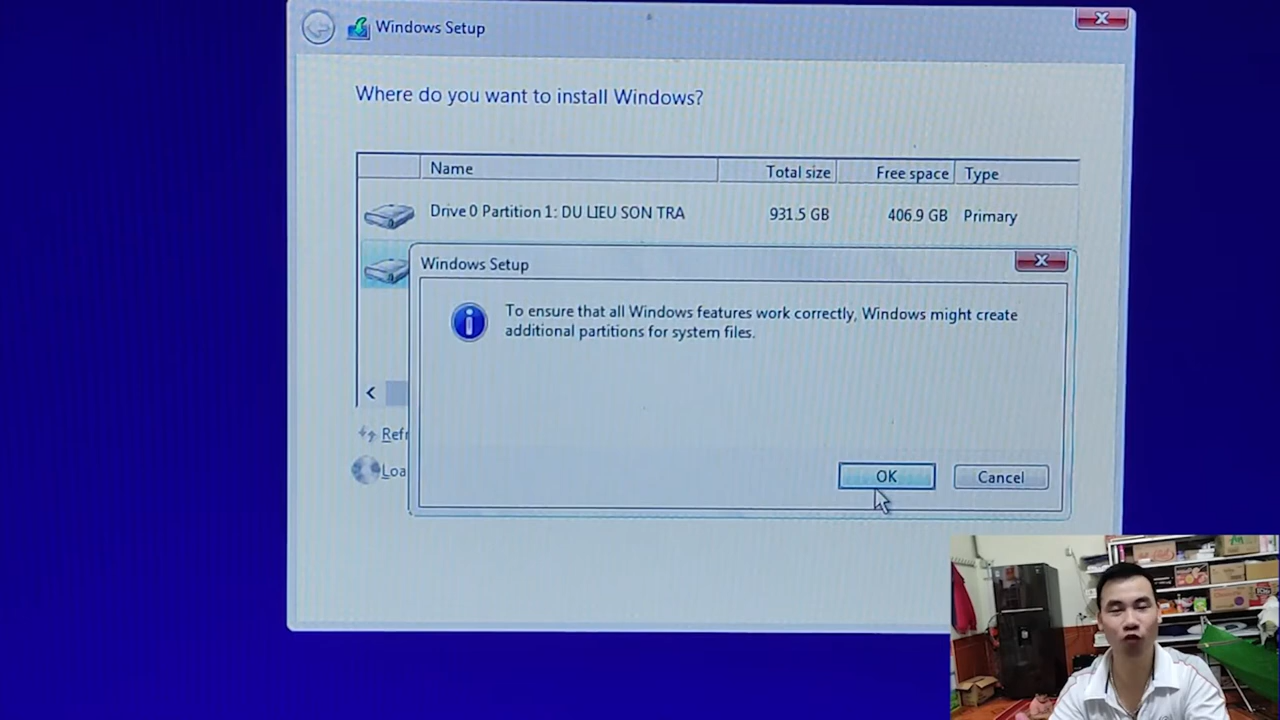 Windows Setup
Where do you want to install Windows?
Name Total size Free space Type
Drive 0 Partition 1: DU LIEU SON TRA 931.5 GB 406.9 GB Primary
Windows Setup
To ensure that all Windows features work correctly, Windows might create
additional partitions for system files.
OK Cancel
Refr
Loa